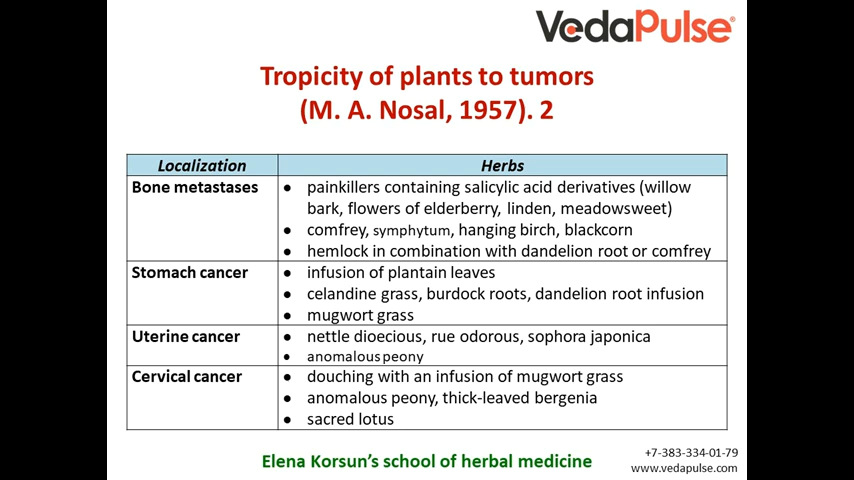 VedaPulse®
Tropicity of plants to tumors
(M. A. Nosal, 1957). 2
Localization Herbs
Bone metastases
● painkillers containing salicylic acid derivatives (willow
bark, flowers of elderberry, linden, meadowsweet)
● comfrey, symphytum, hanging birch, blackcorn
● hemlock in combination with dandelion root or comfrey
Stomach cancer
● infusion of plantain leaves
● celandine grass, burdock roots, dandelion root infusion
● mugwort grass
Uterine cancer
● nettle dioecious, rue odorous, sophora japonica
● anomalous peony
Cervical cancer
● douching with an infusion of mugwort grass
● anomalous peony, thick-leaved bergenia
● sacred lotus
Elena Korsun's school of herbal medicine
+7-383-334-01-79
www.vedapulse.com